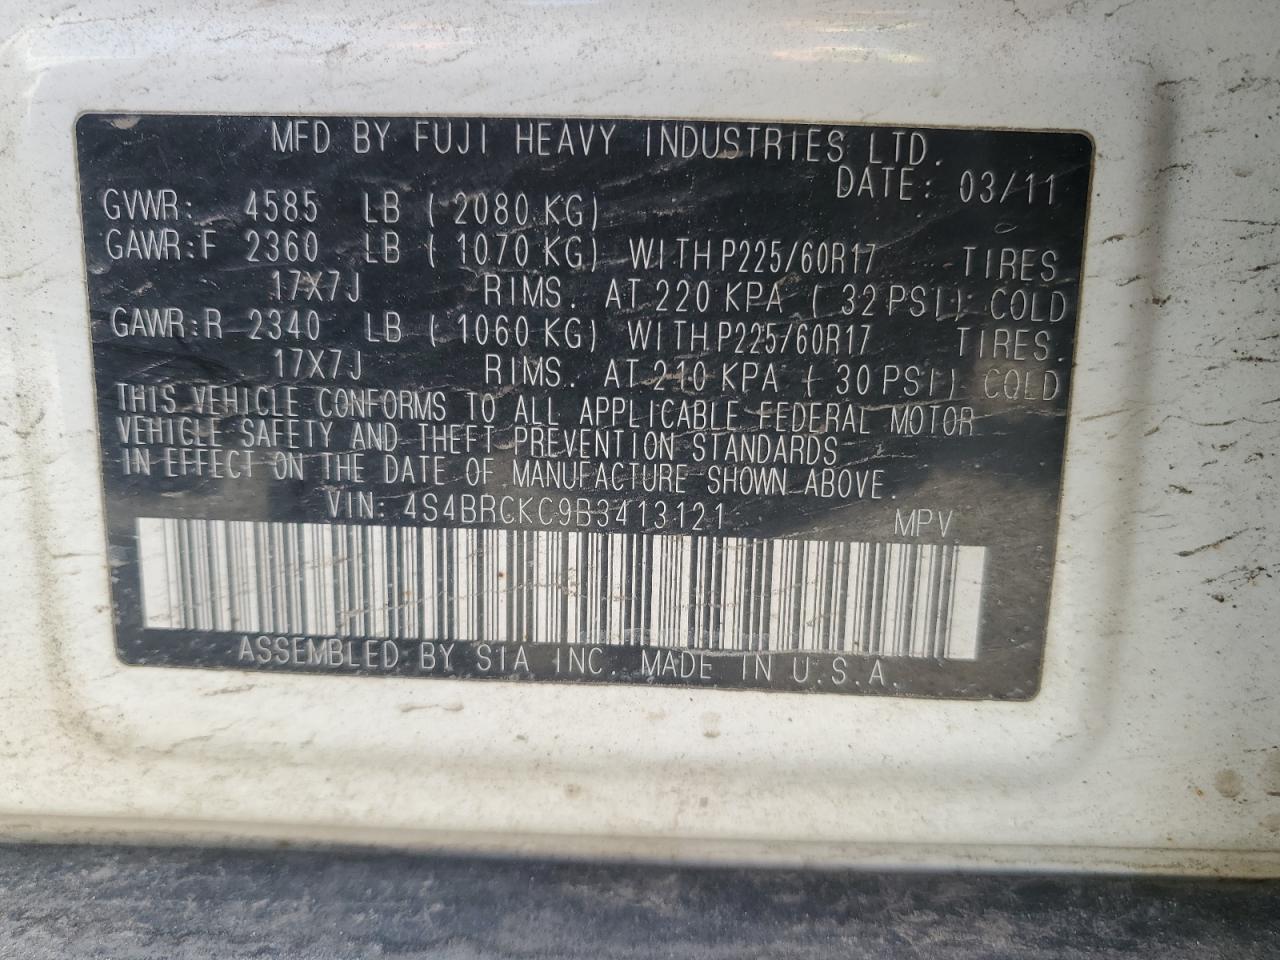 MFD BY FUJI HEAVY INDUSTRIES LTD.
DATE: 03/11
GVWR: 4585 LB (2080 KG)
GAWR:F 2360 LB (1070 KG) WITH P225/60R17 TIRES
17X7J RIMS. AT 220 KPA (32 PSI) COLD
GAWR:R 2340 LB (1060 KG) WITH P225/60R17 TIRES.
17X7J RIMS. AT 210 KPA (30 PSI) COLD
THIS VEHICLE CONFORMS TO ALL APPLICABLE FEDERAL MOTOR
VEHICLE SAFETY AND THEFT PREVENTION STANDARDS
IN EFFECT ON THE DATE OF MANUFACTURE SHOWN ABOVE.
VIN: 4S4BRCKC9B3413121 MPV
ASSEMBLED BY SIA INC. MADE IN U.S.A.